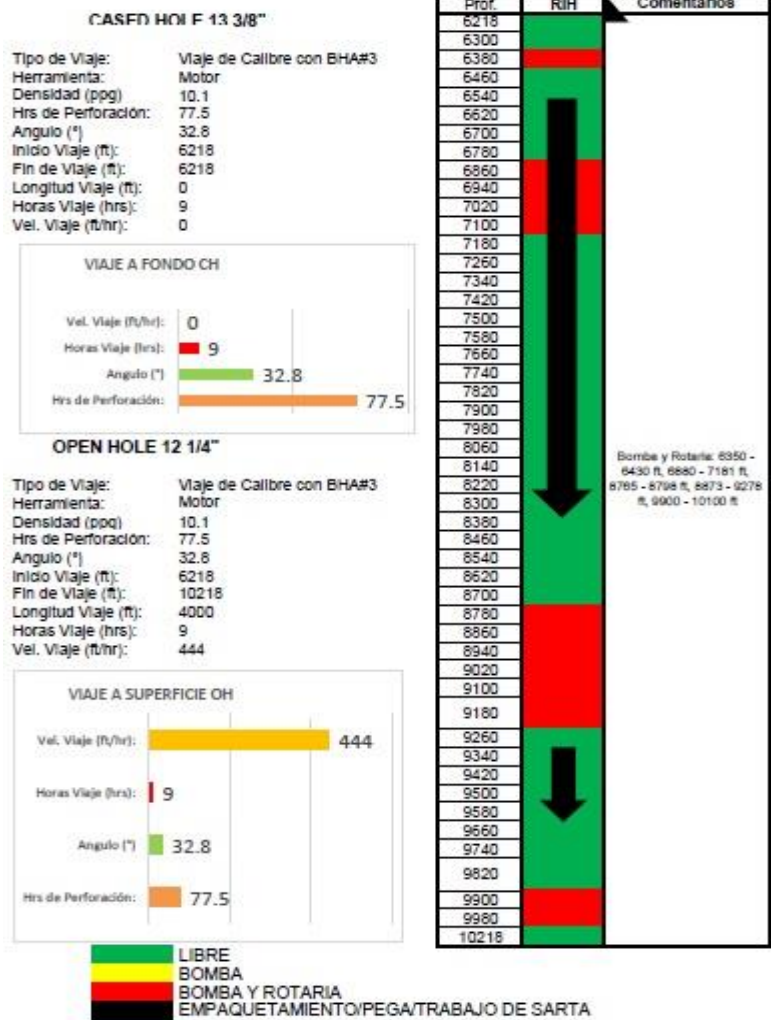 CASED HOLE 13 3/8"
Tipo de Viaje: Viaje de Calibre con BHA#3
Herramienta: Motor
Densidad (ppg) 10.1
Hrs de Perforación: 77.5
Angulo (°) 32.8
Inicio Viaje (ft): 6218
Fin de Viaje (ft): 6218
Longitud Viaje (ft): 0
Horas Viaje (hrs): 9
Vel. Viaje (ft/hr): 0
VIAJE A FONDO CH
Vel. Viaje (ft/hr): 0
Horas Viaje (hrs): 9
Angulo (°) 32.8
Hrs de Perforación: 77.5
OPEN HOLE 12 1/4"
Tipo de Viaje: Viaje de Calibre con BHA#3
Herramienta: Motor
Densidad (ppg) 10.1
Hrs de Perforación: 77.5
Angulo (°) 32.8
Inicio Viaje (ft): 6218
Fin de Viaje (ft): 10218
Longitud Viaje (ft): 4000
Horas Viaje (hrs): 9
Vel. Viaje (ft/hr): 444
VIAJE A SUPERFICIE OH
Vel. Viaje (ft/hr): 444
Horas Viaje (hrs): 9
Angulo (°) 32.8
Hrs de Perforación: 77.5
Prof. RIH Comentarios
6218
6300
6380
6460
6540
6620
6700
6780
6860
6940
7020
7100
7180
7260
7340
7420
7500
7580
7660
7740
7820
7900
7980
8060
8140
8220
8300
8380
8460
8540
8620
8700
8780
8860
8940
9020
9100
9180
9260
9340
9420
9500
9580
9660
9740
9820
9900
9980
10218
Bomba y Rotaria: 6350 -
6430 ft, 6880 - 7181 ft,
8765 - 8798 ft, 8873 - 9278
ft, 9900 - 10100 ft
LIBRE
BOMBA
BOMBA Y ROTARIA
EMPAQUETAMIENTO/PEGA/TRABAJO DE SARTA